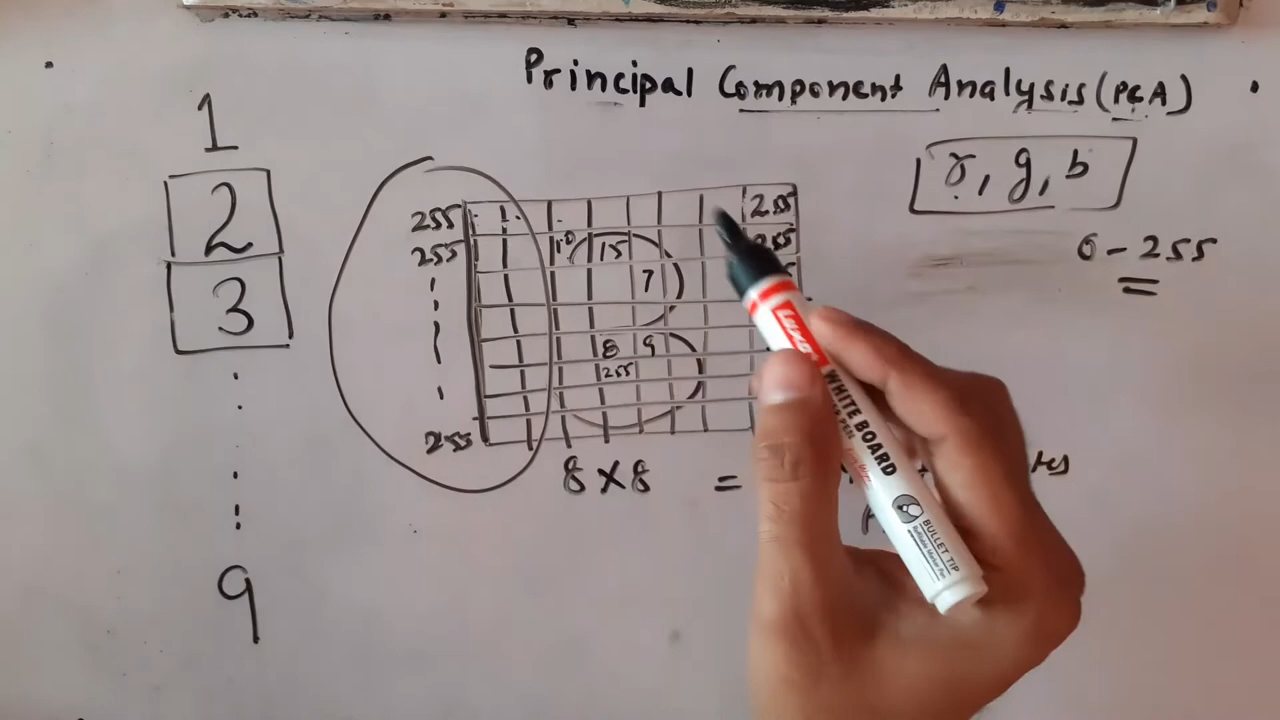 Principal Component Analysis (PCA)
1
2
3
9
r, g, b
0 - 255
255
255
255
255
255
10
15
7
8
9
255
8 × 8 =
Luxor
WHITE BOARD
BULLET TIP